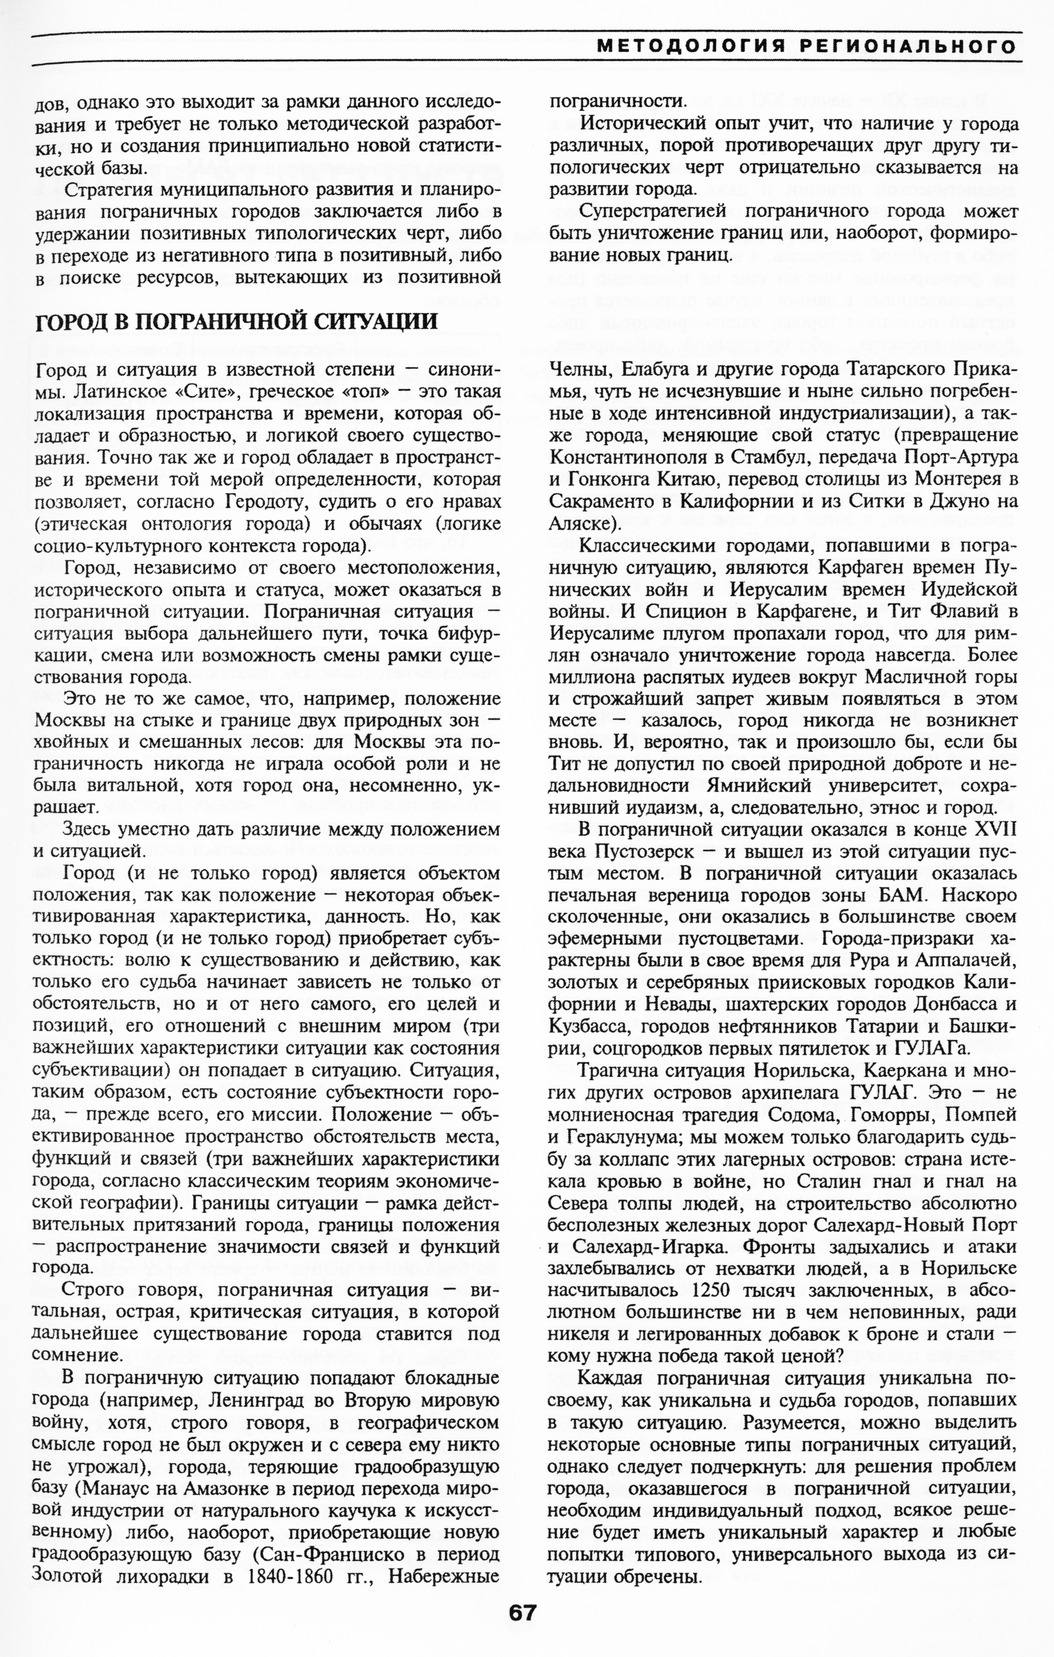 МЕТОДОЛОГИЯ РЕГИОНАЛЬНОГО
дов, однако это выходит за рамки данного исследо-
вания и требует не только методической разработ-
ки, но и создания принципиально новой статисти-
ческой базы.
Стратегия муниципального развития и планиро-
вания пограничных городов заключается либо в
удержании позитивных типологических черт, либо
в переходе из негативного типа в позитивный, либо
в поиске ресурсов, вытекающих из позитивной
пограничности.
Исторический опыт учит, что наличие у города
различных, порой противоречащих друг другу ти-
пологических черт отрицательно сказывается на
развитии города.
Суперстратегией пограничного города может
быть уничтожение границ или, наоборот, формиро-
вание новых границ.
ГОРОД В ПОГРАНИЧНОЙ СИТУАЦИИ
Город и ситуация в известной степени — синони-
мы. Латинское «Сите», греческое «топ» — это такая
локализация пространства и времени, которая об-
ладает и образностью, и логикой своего существо-
вания. Точно так же и город обладает в пространст-
ве и времени той мерой определенности, которая
позволяет, согласно Геродоту, судить о его нравах
(этическая онтология города) и обычаях (логике
социо-культурного контекста города).
Город, независимо от своего местоположения,
исторического опыта и статуса, может оказаться в
пограничной ситуации. Пограничная ситуация —
ситуация выбора дальнейшего пути, точка бифур-
кации, смена или возможность смены рамки суще-
ствования города.
Это не то же самое, что, например, положение
Москвы на стыке и границе двух природных зон —
хвойных и смешанных лесов: для Москвы эта по-
граничность никогда не играла особой роли и не
была витальной, хотя город она, несомненно, ук-
рашает.
Здесь уместно дать различие между положением
и ситуацией.
Город (и не только город) является объектом
положения, так как положение — некоторая объек-
тивированная характеристика, данность. Но, как
только город (и не только город) приобретает субъ-
ектность: волю к существованию и действию, как
только его судьба начинает зависеть не только от
обстоятельств, но и от него самого, его целей и
позиций, его отношений с внешним миром (три
важнейших характеристики ситуации как состояния
субъективации) он попадает в ситуацию. Ситуация,
таким образом, есть состояние субъектности горо-
да, — прежде всего, его миссии. Положение — объ-
ективированное пространство обстоятельств места,
функций и связей (три важнейших характеристики
города, согласно классическим теориям экономиче-
ской географии). Границы ситуации — рамка дейст-
вительных притязаний города, границы положения
— распространение значимости связей и функций
города.
Строго говоря, пограничная ситуация — ви-
тальная, острая, критическая ситуация, в которой
дальнейшее существование города ставится под
сомнение.
В пограничную ситуацию попадают блокадные
города (например, Ленинград во Вторую мировую
войну, хотя, строго говоря, в географическом
смысле город не был окружен и с севера ему никто
не угрожал), города, теряющие градообразущую
базу (Манаус на Амазонке в период перехода миро-
вой индустрии от натурального каучука к искусст-
венному) либо, наоборот, приобретающие новую
градообразующую базу (Сан-Франциско в период
Золотой лихорадки в 1840-1860 гг., Набережные
Челны, Елабуга и другие города Татарского Прика-
мья, чуть не исчезнувшие и ныне сильно погребен-
ные в ходе интенсивной индустриализации), а так-
же города, меняющие свой статус (превращение
Константинополя в Стамбул, передача Порт-Артура
и Гонконга Китаю, перевод столицы из Монтерея в
Сакраменто в Калифорнии и из Ситки в Джуно на
Аляске).
Классическими городами, попавшими в погра-
ничную ситуацию, являются Карфаген времен Пу-
нических войн и Иерусалим времен Иудейской
войны. И Спицион в Карфагене, и Тит Флавий в
Иерусалиме плугом пропахали город, что для рим-
лян означало уничтожение города навсегда. Более
миллиона распятых иудеев вокруг Масличной горы
и строжайший запрет живым появляться в этом
месте — казалось, город никогда не возникнет
вновь. И, вероятно, так и произошло бы, если бы
Тит не допустил по своей природной доброте и не-
дальновидности Ямнийский университет, сохра-
нивший иудаизм, а, следовательно, этнос и город.
В пограничной ситуации оказался в конце XVII
века Пустозерск — и вышел из этой ситуации пус-
тым местом. В пограничной ситуации оказалась
печальная вереница городов зоны БАМ. Наскоро
сколоченные, они оказались в большинстве своем
эфемерными пустоцветами. Города-призраки ха-
рактерны были в свое время для Рура и Аппалачей,
золотых и серебряных приисковых городков Кали-
форнии и Невады, шахтерских городов Донбасса и
Кузбасса, городов нефтянников Татарии и Башки-
рии, соцгородков первых пятилеток и ГУЛАГа.
Трагична ситуация Норильска, Каеркана и мно-
гих других островов архипелага ГУЛАГ. Это — не
молниеносная трагедия Содома, Гоморры, Помпей
и Гераклунума; мы можем только благодарить судь-
бу за коллапс этих лагерных островов: страна исте-
кала кровью в войне, но Сталин гнал и гнал на
Севера толпы людей, на строительство абсолютно
бесполезных железных дорог Салехард-Новый Порт
и Салехард-Игарка. Фронты задыхались и атаки
захлебывались от нехватки людей, а в Норильске
насчитывалось 1250 тысяч заключенных, в абсо-
лютном большинстве ни в чем неповинных, ради
никеля и легированных добавок к броне и стали —
кому нужна победа такой ценой?
Каждая пограничная ситуация уникальна по-
своему, как уникальна и судьба городов, попавших
в такую ситуацию. Разумеется, можно выделить
некоторые основные типы пограничных ситуаций,
однако следует подчеркнуть: для решения проблем
города, оказавшегося в пограничной ситуации,
необходим индивидуальный подход, всякое реше-
ние будет иметь уникальный характер и любые
попытки типового, универсального выхода из си-
туации обречены.
67